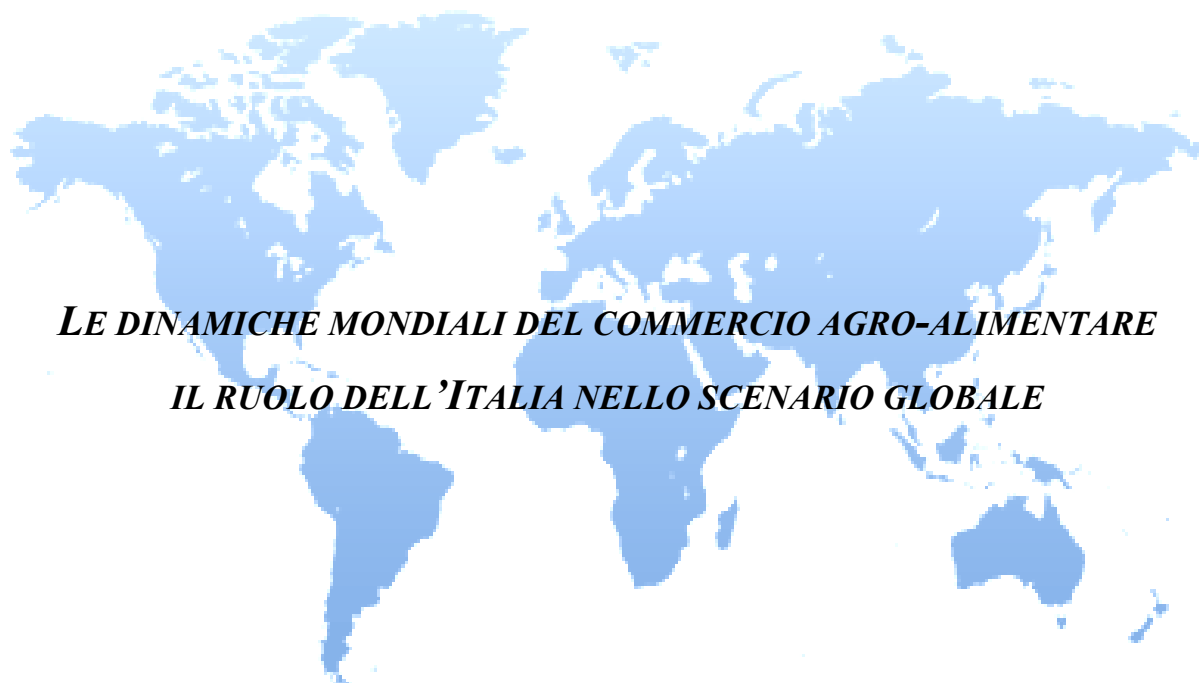 LE DINAMICHE MONDIALI DEL COMMERCIO AGRO-ALIMENTARE
IL RUOLO DELL’ITALIA NELLO SCENARIO GLOBALE